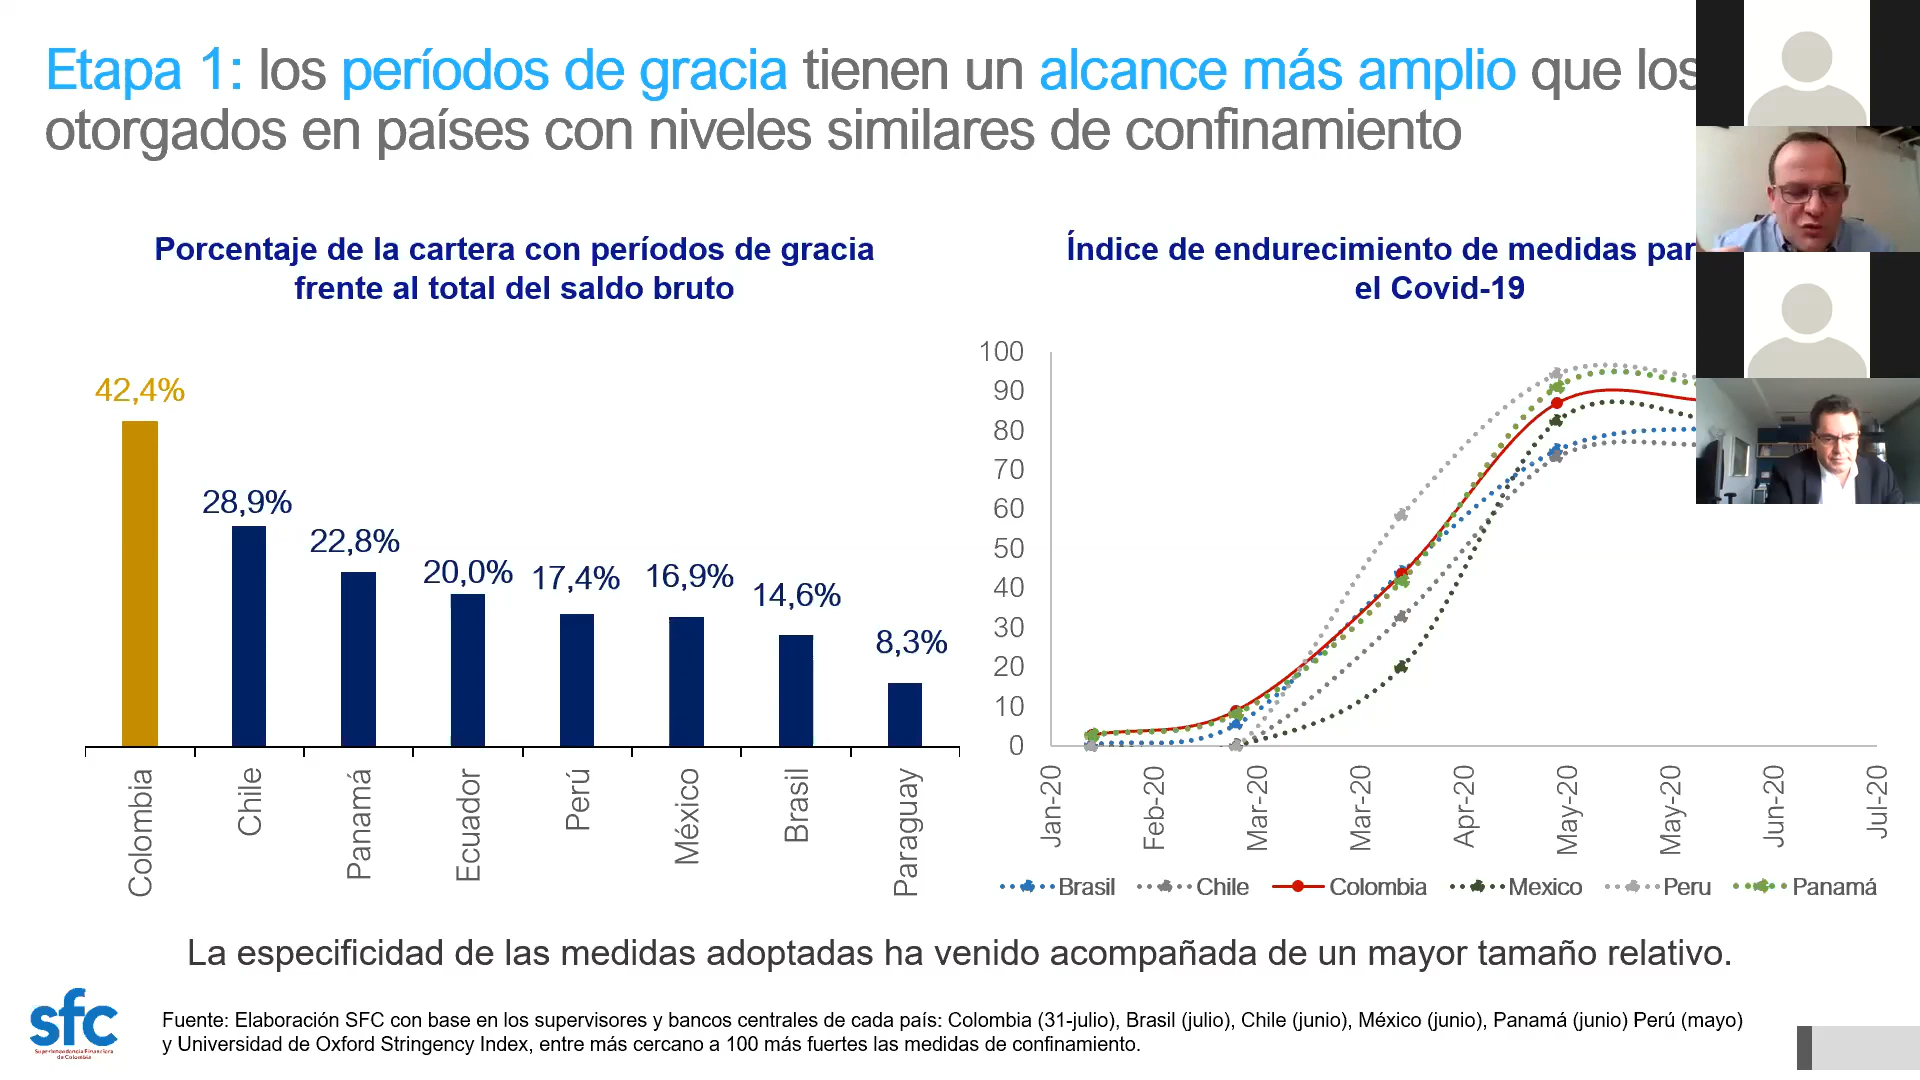 Etapa 1: los períodos de gracia tienen un alcance más amplio que los
otorgados en países con niveles similares de confinamiento
Porcentaje de la cartera con períodos de gracia
frente al total del saldo bruto
42,4%
28,9%
22,8%
20,0%
17,4%
16,9%
14,6%
8,3%
Colombia
Chile
Panamá
Ecuador
Perú
México
Brasil
Paraguay
Índice de endurecimiento de medidas par
el Covid-19
100
90
80
70
60
50
40
30
20
10
0
Jan-20
Feb-20
Mar-20
Mar-20
Apr-20
May-20
May-20
Jun-20
Jul-20
Brasil
Chile
Colombia
Mexico
Peru
Panamá
La especificidad de las medidas adoptadas ha venido acompañada de un mayor tamaño relativo.
sfc
Superintendencia Financiera
de Colombia
Fuente: Elaboración SFC con base en los supervisores y bancos centrales de cada país: Colombia (31-julio), Brasil (julio), Chile (junio), México (junio), Panamá (junio) Perú (mayo)
y Universidad de Oxford Stringency Index, entre más cercano a 100 más fuertes las medidas de confinamiento.